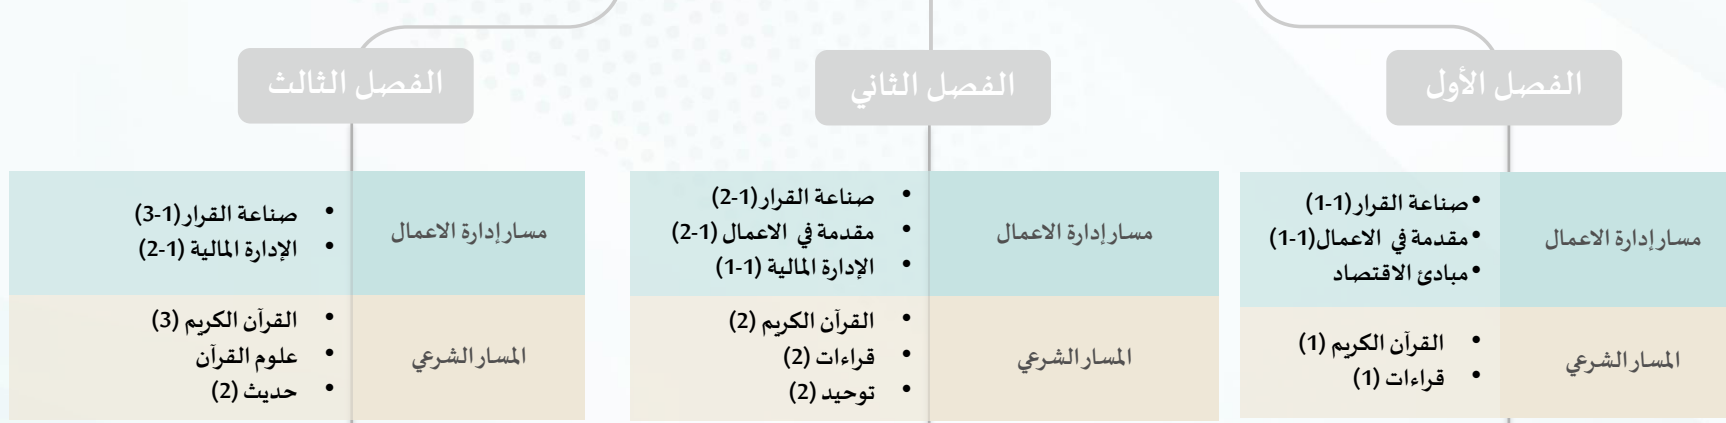 الفصل الأول
مسار إدارة الاعمال
• صناعة القرار (1-1)
• مقدمة في الاعمال (1-1)
• مبادئ الاقتصاد
المسار الشرعي
• القرآن الكريم (1)
• قراءات (1)
الفصل الثاني
مسار إدارة الاعمال
• صناعة القرار (2-1)
• مقدمة في الاعمال (2-1)
• الإدارة المالية (1-1)
المسار الشرعي
• القرآن الكريم (2)
• قراءات (2)
• توحيد (2)
الفصل الثالث
مسار إدارة الاعمال
• صناعة القرار (3-1)
• الإدارة المالية (2-1)
المسار الشرعي
• القرآن الكريم (3)
• علوم القرآن
• حديث (2)